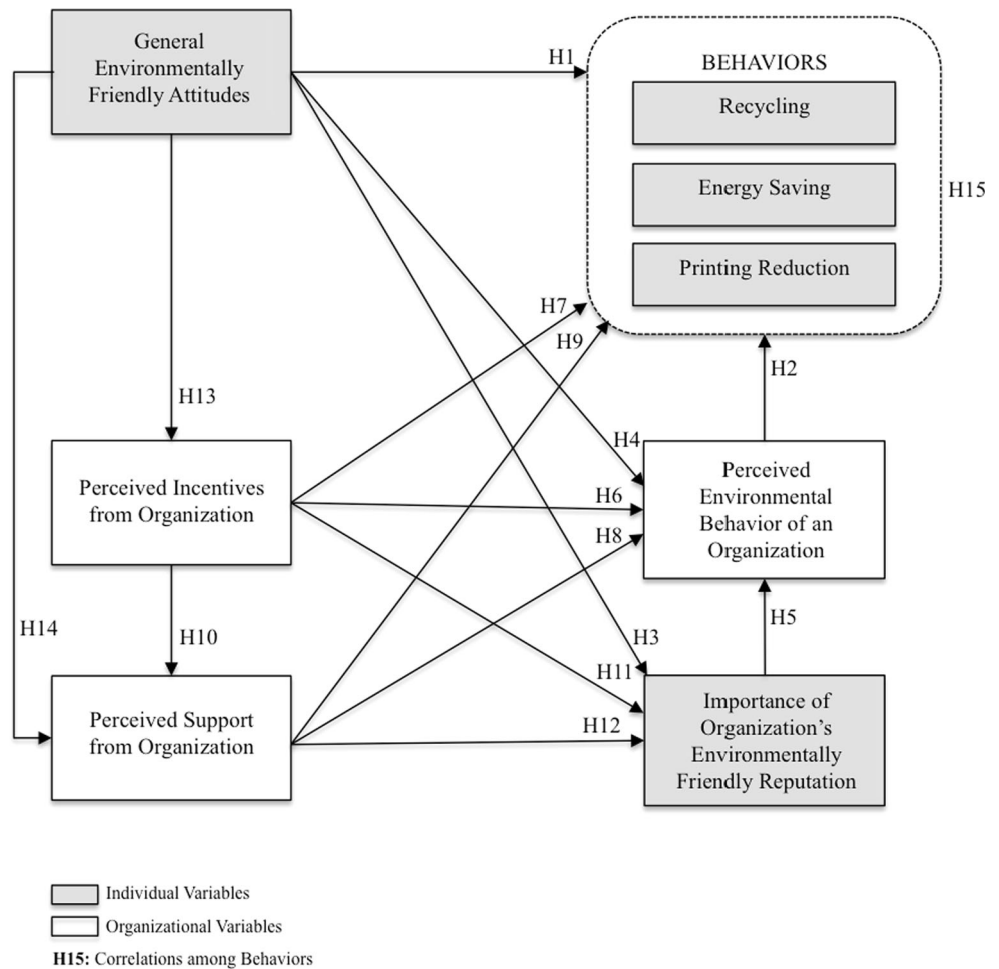 General
Environmentally
Friendly Attitudes
H1
BEHAVIORS
Recycling
Energy Saving
Printing Reduction
H15
H7
H9
H2
H13
H4
Perceived Incentives
from Organization
H6
H8
Perceived
Environmental
Behavior of an
Organization
H14
H10
H3
H5
H11
H12
Perceived Support
from Organization
Importance of
Organization's
Environmentally
Friendly Reputation
Individual Variables
Organizational Variables
H15: Correlations among Behaviors